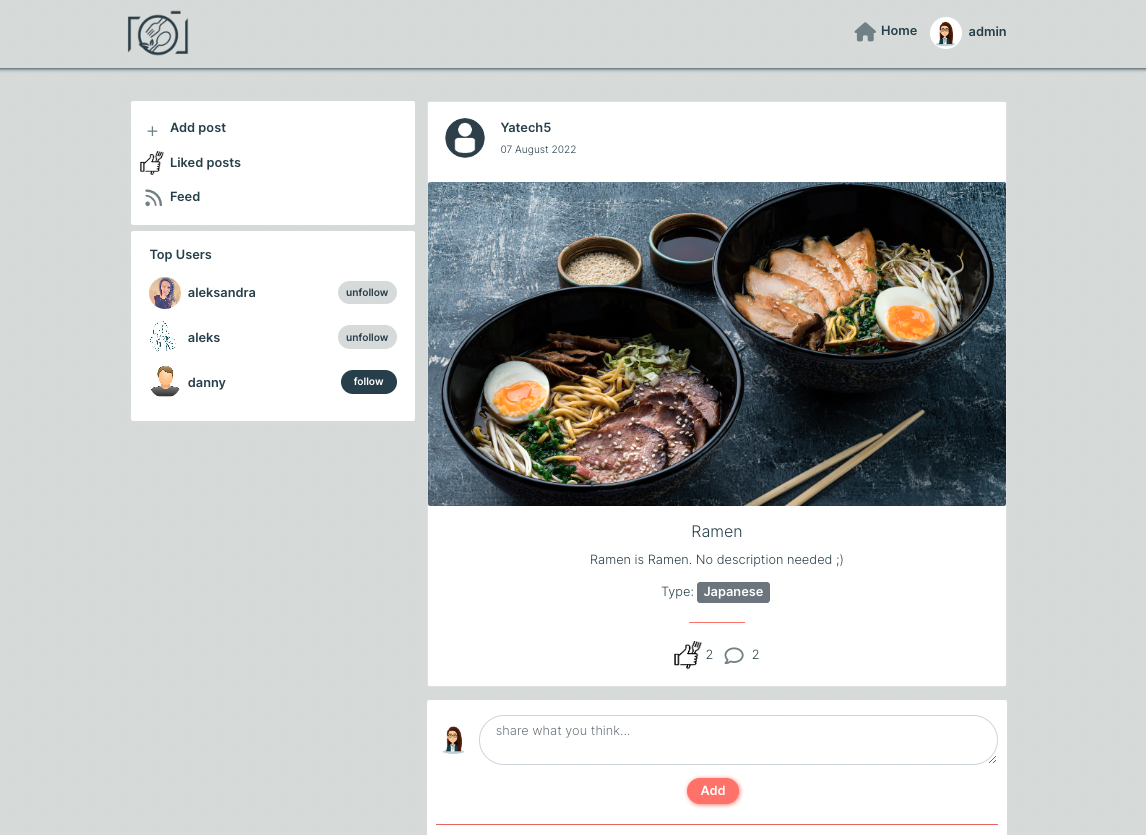 Home
admin
Add post
Liked posts
Feed
Top Users
aleksandra unfollow
aleks unfollow
danny follow
Yatech5
07 August 2022
Ramen
Ramen is Ramen. No description needed ;)
Type: Japanese
2 2
share what you think...
Add